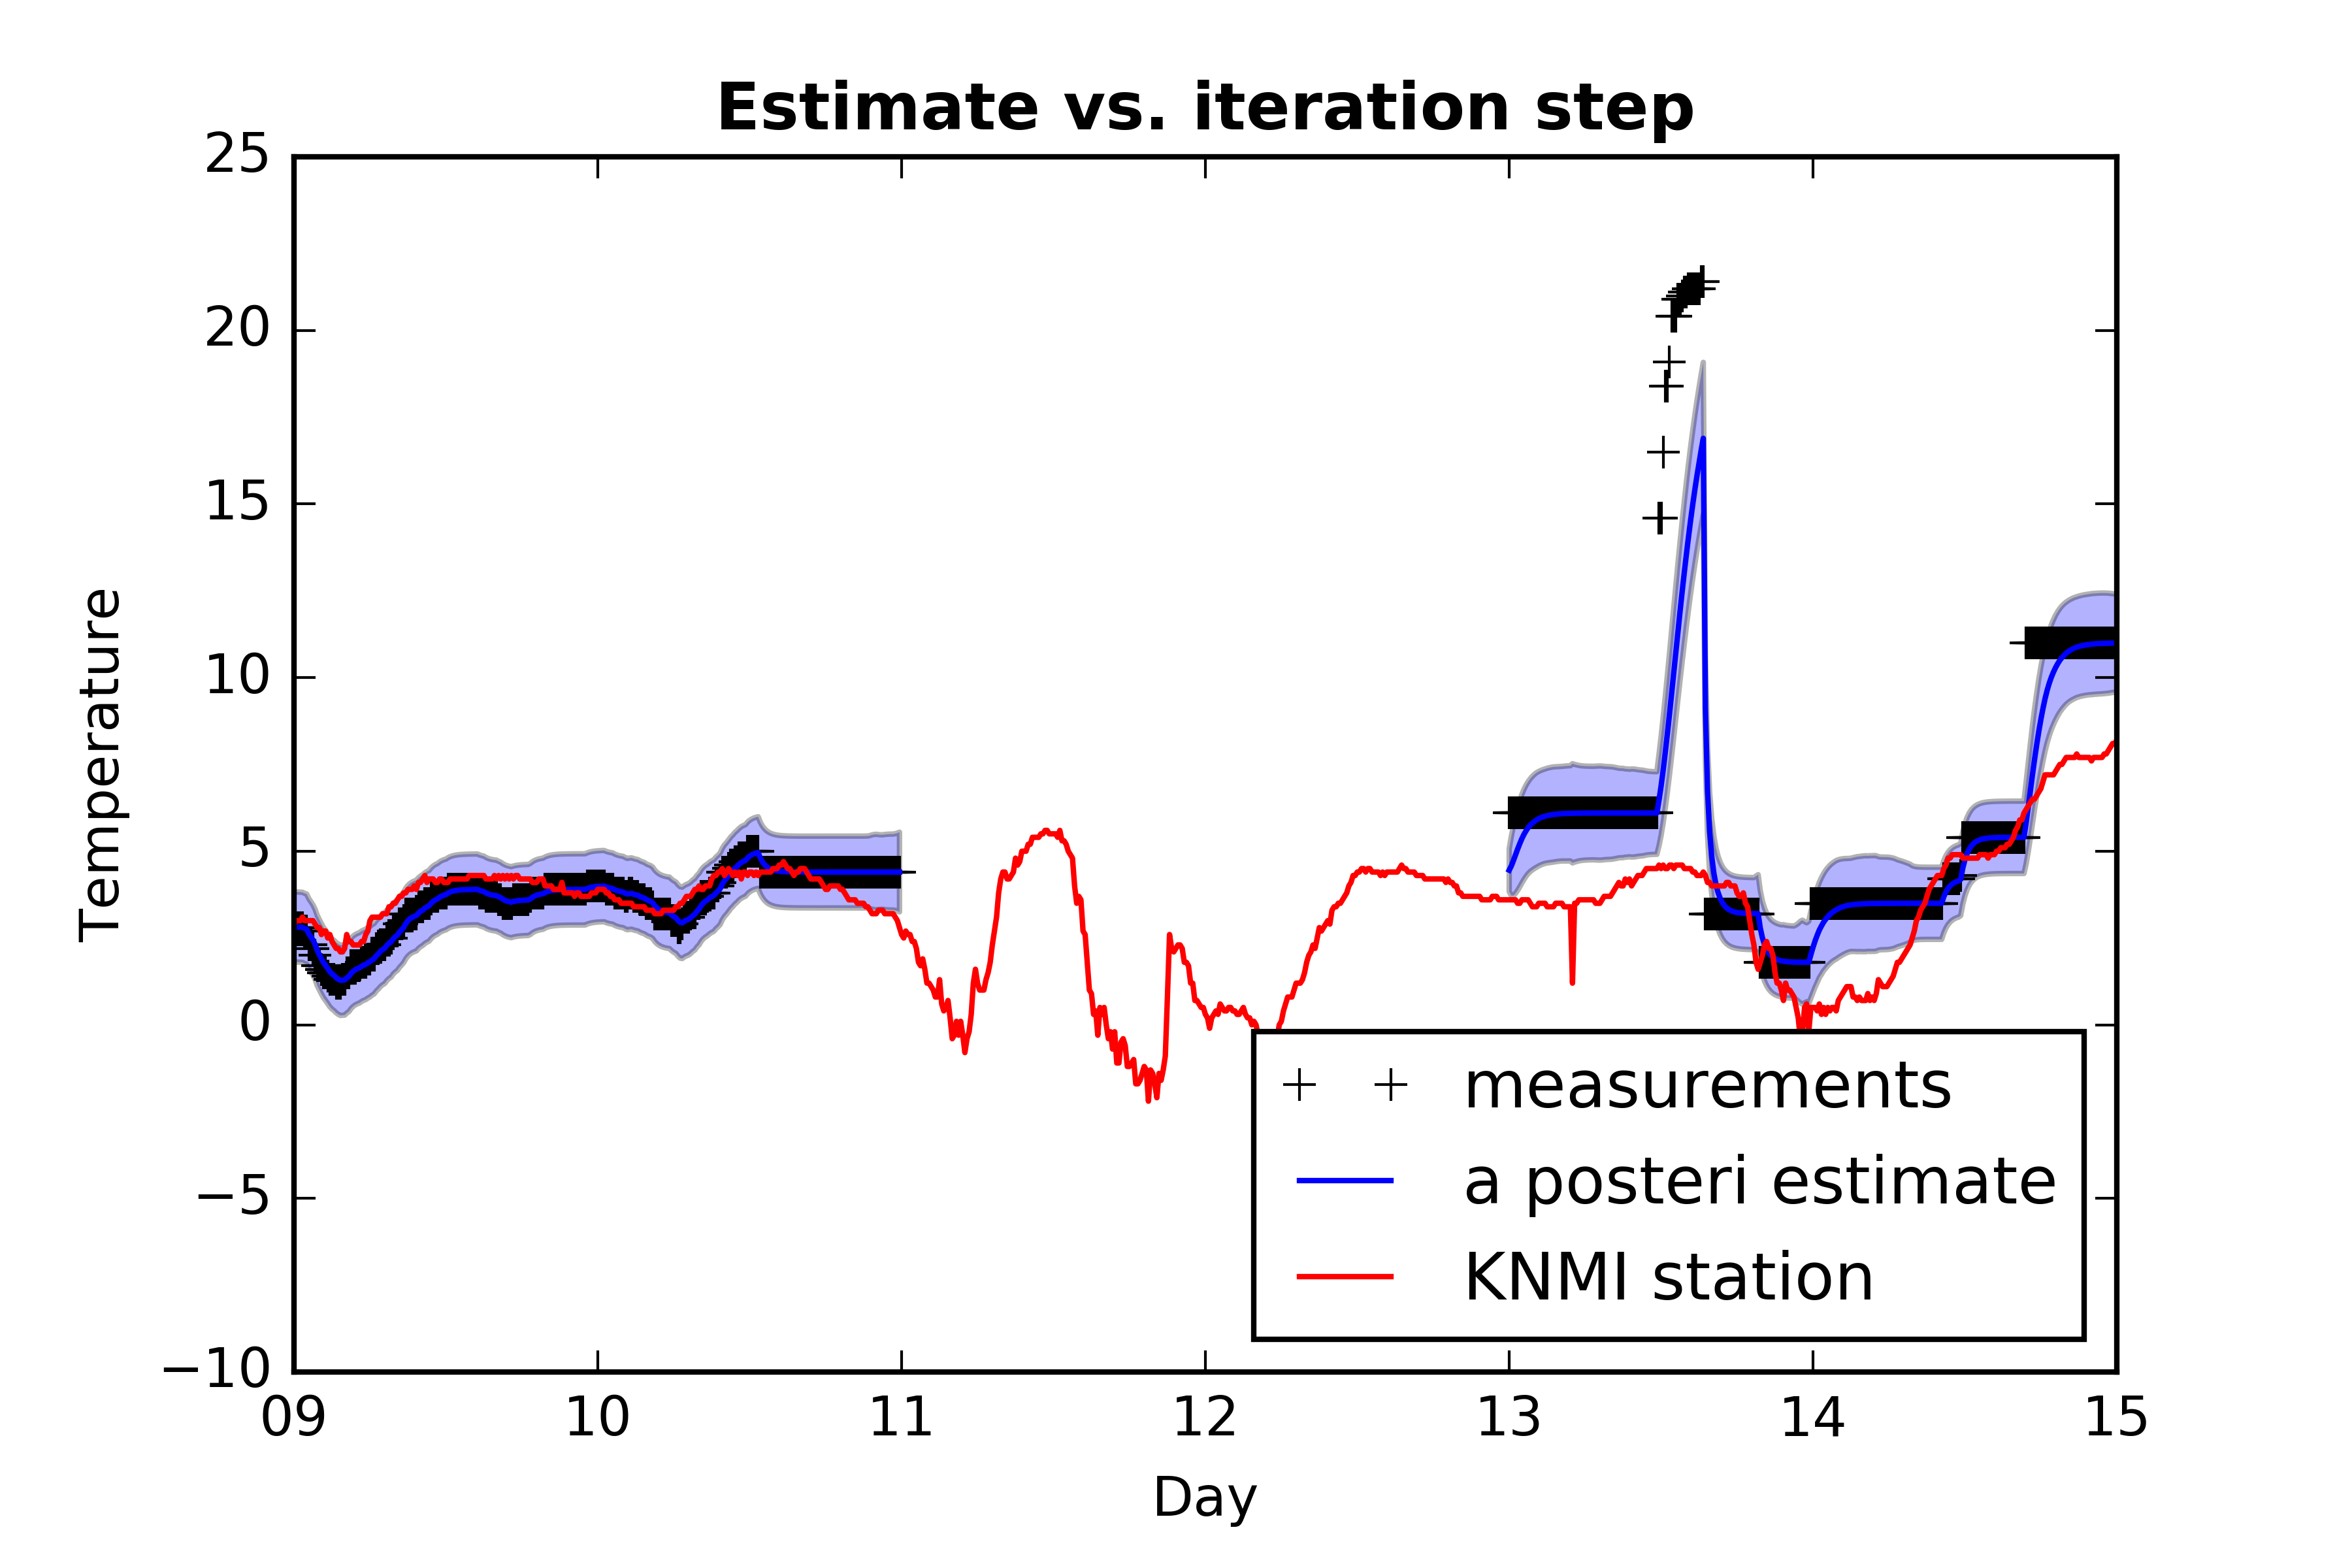 Estimate vs. iteration step
25
20
15
10
5
0
−5
−10
Temperature
measurements
a posteri estimate
KNMI station
09
10
11
12
13
14
15
Day